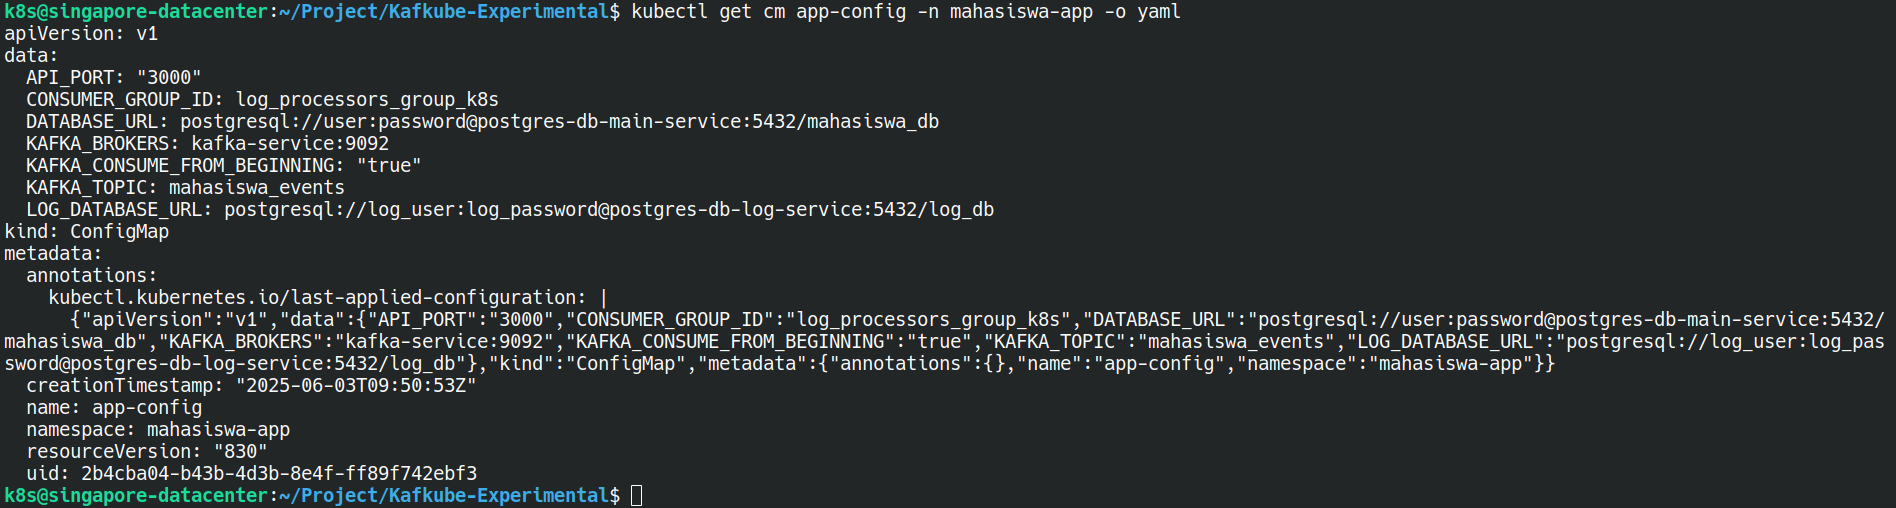 k8s@singapore-datacenter:~/Project/Kafkube-Experimental$ kubectl get cm app-config -n mahasiswa-app -o yaml
apiVersion: v1
data:
  API_PORT: "3000"
  CONSUMER_GROUP_ID: log_processors_group_k8s
  DATABASE_URL: postgresql://user:password@postgres-db-main-service:5432/mahasiswa_db
  KAFKA_BROKERS: kafka-service:9092
  KAFKA_CONSUME_FROM_BEGINNING: "true"
  KAFKA_TOPIC: mahasiswa_events
  LOG_DATABASE_URL: postgresql://log_user:log_password@postgres-db-log-service:5432/log_db
kind: ConfigMap
metadata:
  annotations:
    kubectl.kubernetes.io/last-applied-configuration: |
      {"apiVersion":"v1","data":{"API_PORT":"3000","CONSUMER_GROUP_ID":"log_processors_group_k8s","DATABASE_URL":"postgresql://user:password@postgres-db-main-service:5432/
mahasiswa_db","KAFKA_BROKERS":"kafka-service:9092","KAFKA_CONSUME_FROM_BEGINNING":"true","KAFKA_TOPIC":"mahasiswa_events","LOG_DATABASE_URL":"postgresql://log_user:log_pas
sword@postgres-db-log-service:5432/log_db"},"kind":"ConfigMap","metadata":{"annotations":{},"name":"app-config","namespace":"mahasiswa-app"}}
  creationTimestamp: "2025-06-03T09:50:53Z"
  name: app-config
  namespace: mahasiswa-app
  resourceVersion: "830"
  uid: 2b4cba04-b43b-4d3b-8e4f-ff89f742ebf3
k8s@singapore-datacenter:~/Project/Kafkube-Experimental$